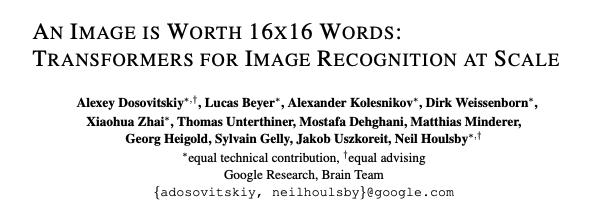 AN IMAGE IS WORTH 16X16 WORDS:
TRANSFORMERS FOR IMAGE RECOGNITION AT SCALE
Alexey Dosovitskiy*,†, Lucas Beyer*, Alexander Kolesnikov*, Dirk Weissenborn*,
Xiaohua Zhai*, Thomas Unterthiner, Mostafa Dehghani, Matthias Minderer,
Georg Heigold, Sylvain Gelly, Jakob Uszkoreit, Neil Houlsby*,†
*equal technical contribution, †equal advising
Google Research, Brain Team
{adosovitskiy, neilhoulsby}@google.com